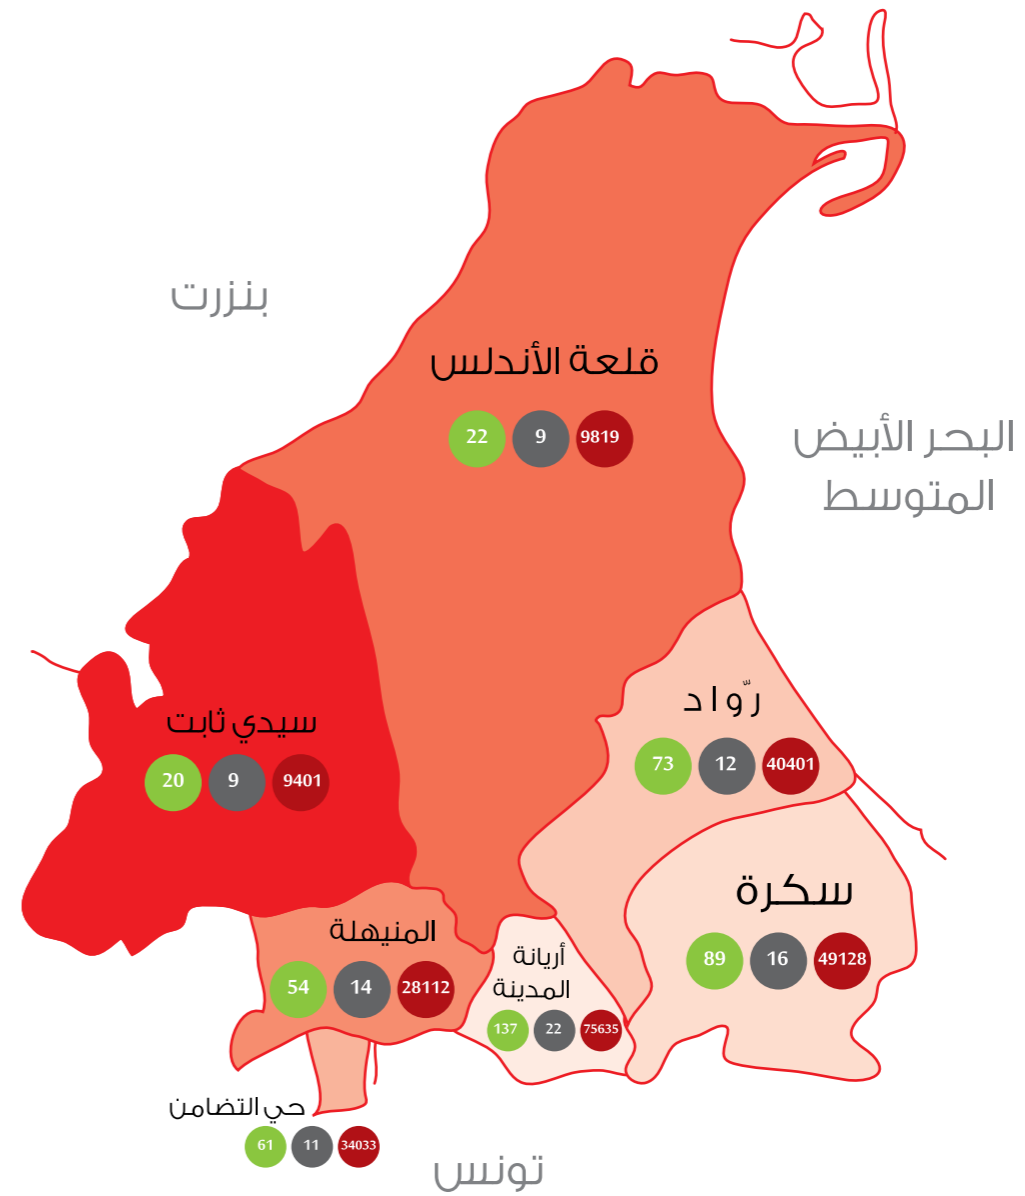 بنزرت
قلعة الأندلس
22 9 9819
البحر الأبيض
المتوسط
رّواد
73 12 40401
سيدي ثابت
20 9 9401
سكرة
89 16 49128
المنيهلة
54 14 28112
أريانة
المدينة
137 22 75635
حي التضامن
61 11 34033
تونس